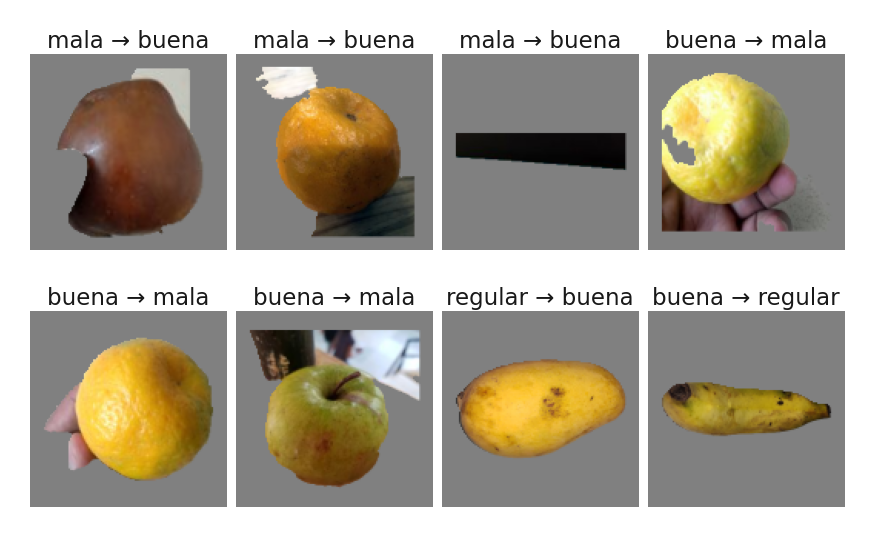 mala → buena
mala → buena
mala → buena
buena → mala
buena → mala
buena → mala
regular → buena
buena → regular